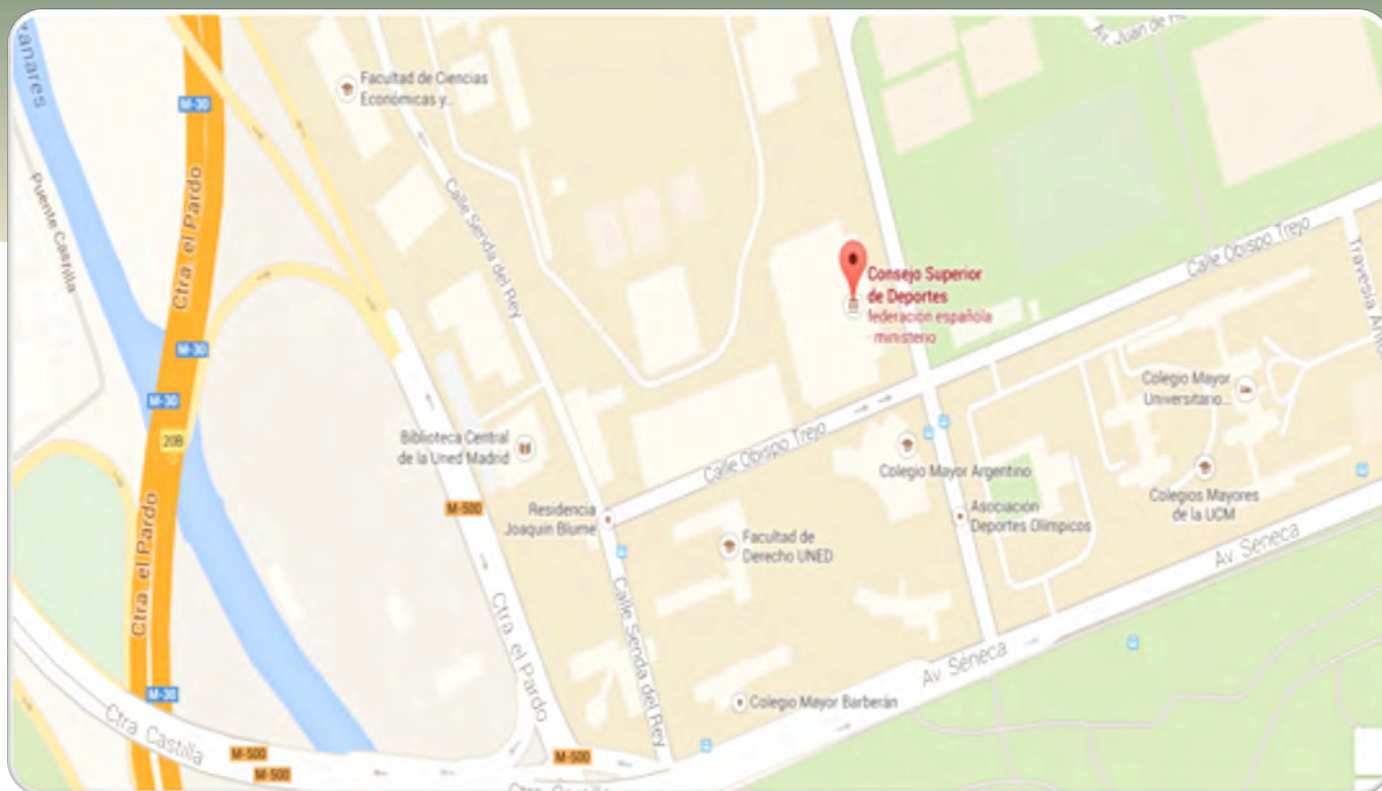 zanares
M-30
Facultad de Ciencias
Económicas y...
Av. Juan de
Puente Castilla
Ctra. el Pardo
Calle Senda del Rey
Consejo Superior
de Deportes
federación española
· ministerio
Calle Obispo Trejo
Travesía
M-30
M-30
20B
Colegio Mayor
Universitario...
Biblioteca Central
de la Uned Madrid
Calle Obispo Trejo
Colegio Mayor Argentino
Colegios Mayores
de la UCM
M-500
Residencia
Joaquin Blume
Asociación
Deportes Olímpicos
Facultad de
Derecho UNED
Av. Séneca
Ctra. el Pardo
Ctra. el Pardo
Calle Senda del Rey
Av. Séneca
M-30
Colegio Mayor Barberán
Ctra. Castilla
M-500
M-500
M-500